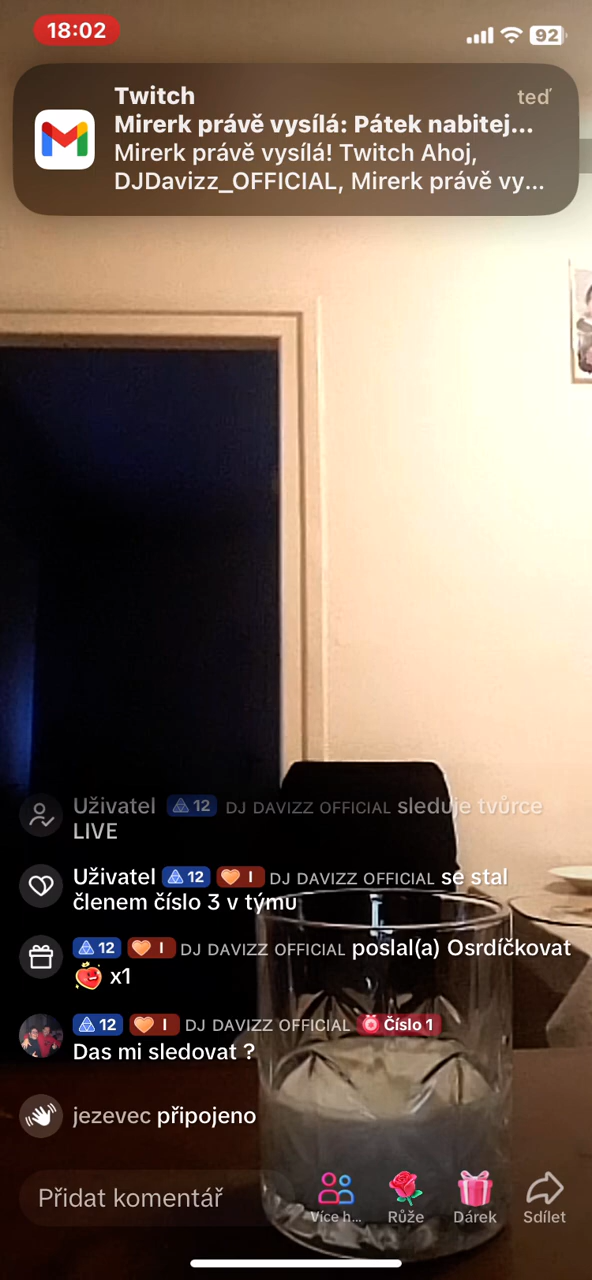 18:02
92
Twitch
teď
Mirerk právě vysílá: Pátek nabitej...
Mirerk právě vysílá! Twitch Ahoj,
DJDavizz_OFFICIAL, Mirerk právě vy...
Uživatel 12 DJ DAVIZZ OFFICIAL sleduje tvůrce
LIVE
Uživatel 12 I DJ DAVIZZ OFFICIAL se stal
členem číslo 3 v týmu
12 I DJ DAVIZZ OFFICIAL poslal(a) Osrdíčkovat
x1
12 I DJ DAVIZZ OFFICIAL Číslo 1
Das mi sledovat ?
jezevec připojeno
Přidat komentář
Více h...
Růže
Dárek
Sdílet